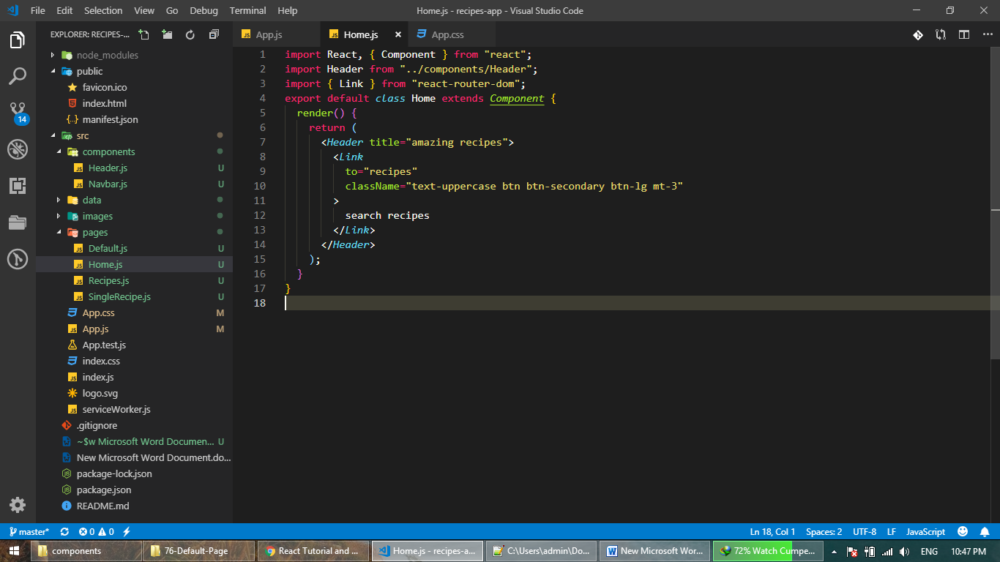 File Edit Selection View Go Debug Terminal Help
Home.js - recipes-app - Visual Studio Code
EXPLORER: RECIPES-...
node_modules
public
favicon.ico
index.html
manifest.json
src
components
Header.js U
Navbar.js U
data
images
pages
Default.js U
Home.js U
Recipes.js U
SingleRecipe.js U
App.css M
App.js M
App.test.js
index.css
index.js
logo.svg
serviceWorker.js
.gitignore
~$w Microsoft Word Documen... U
New Microsoft Word Document.do...
package-lock.json
package.json
README.md
14
App.js Home.js App.css
1 import React, { Component } from "react";
2 import Header from "../components/Header";
3 import { Link } from "react-router-dom";
4 export default class Home extends Component {
5 render() {
6 return (
7 <Header title="amazing recipes">
8 <Link
9 to="recipes"
10 className="text-uppercase btn btn-secondary btn-lg mt-3"
11 >
12 search recipes
13 </Link>
14 </Header>
15 );
16 }
17 }
18
master* 0 0
Ln 18, Col 1 Spaces: 2 UTF-8 LF JavaScript
components 76-Default-Page React Tutorial and ... Home.js - recipes-a... C:\Users\admin\Do... New Microsoft Wor... 72% Watch Cumpe... ENG 10:47 PM